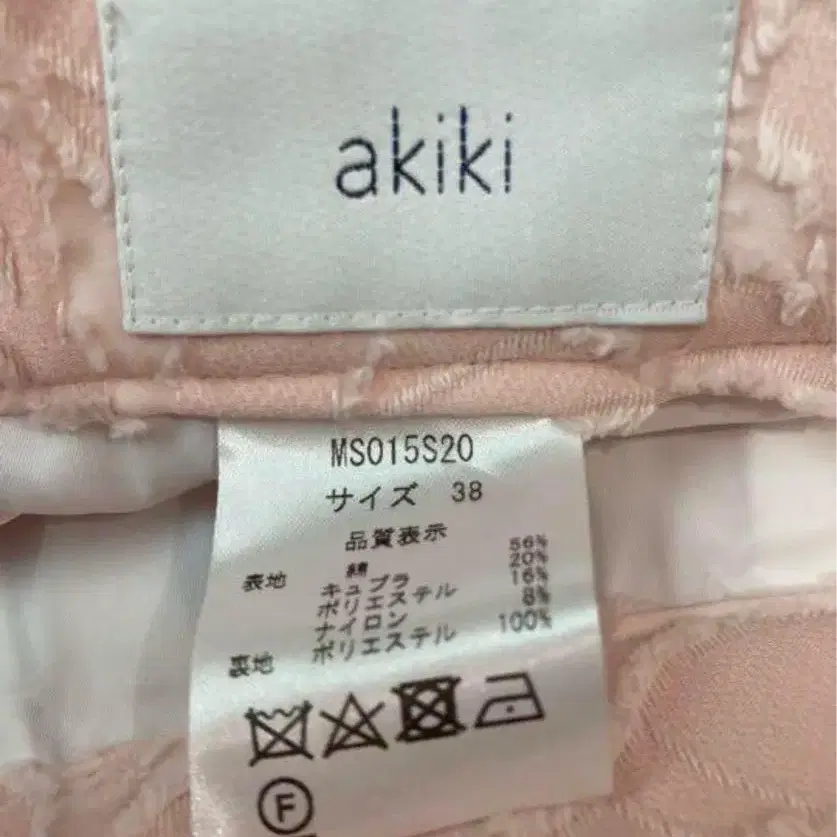 akiki
MS015S20
サイズ 38
品質表示
表地 綿 56%
キュプラ 20%
ポリエステル 16%
ナイロン 8%
裏地 ポリエステル 100%
F